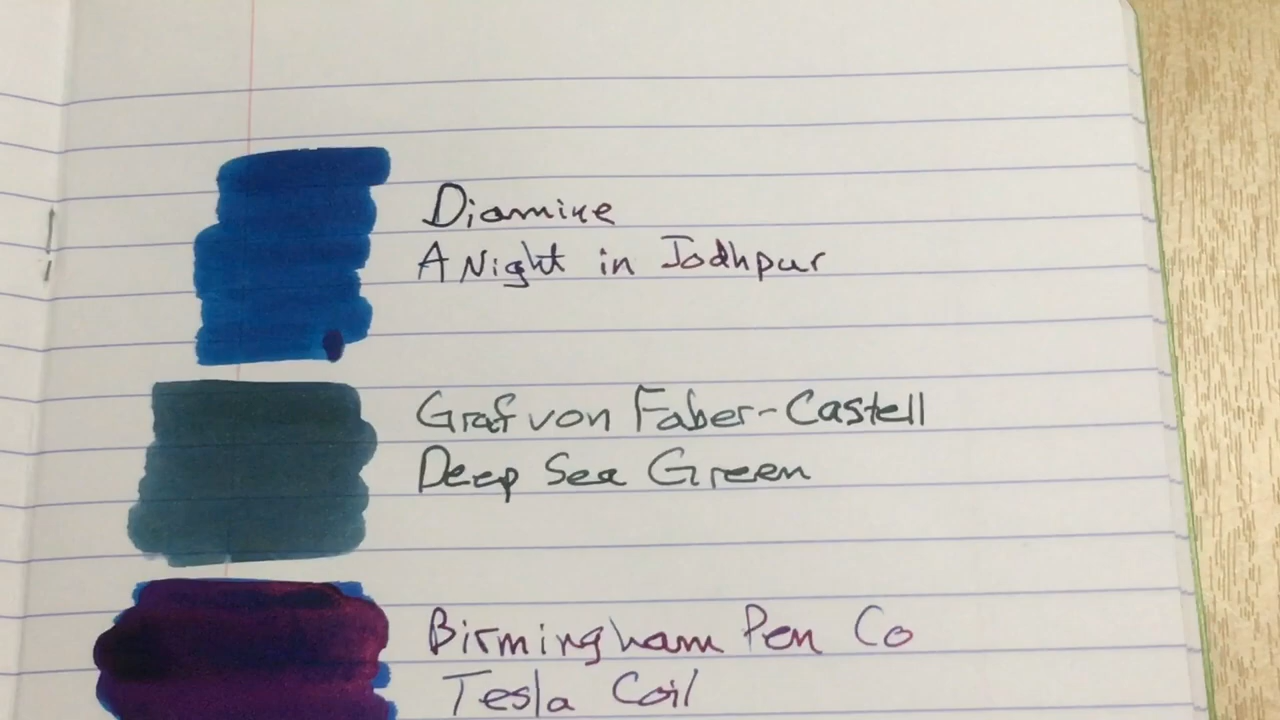 Diamine
A Night in Jodhpur
Graf von Faber-Castell
Deep Sea Green
Birmingham Pen Co
Tesla Coil